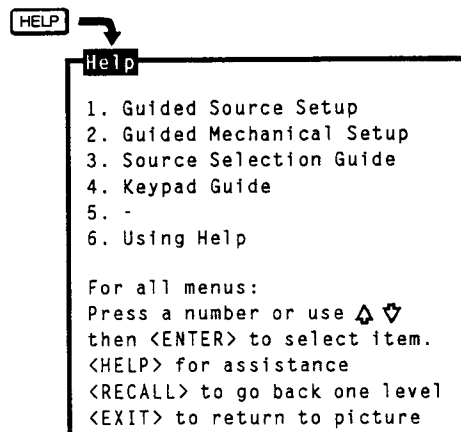 HELP
Help
1. Guided Source Setup
2. Guided Mechanical Setup
3. Source Selection Guide
4. Keypad Guide
5. -
6. Using Help
For all menus:
Press a number or use
then <ENTER> to select item.
<HELP> for assistance
<RECALL> to go back one level
<EXIT> to return to picture